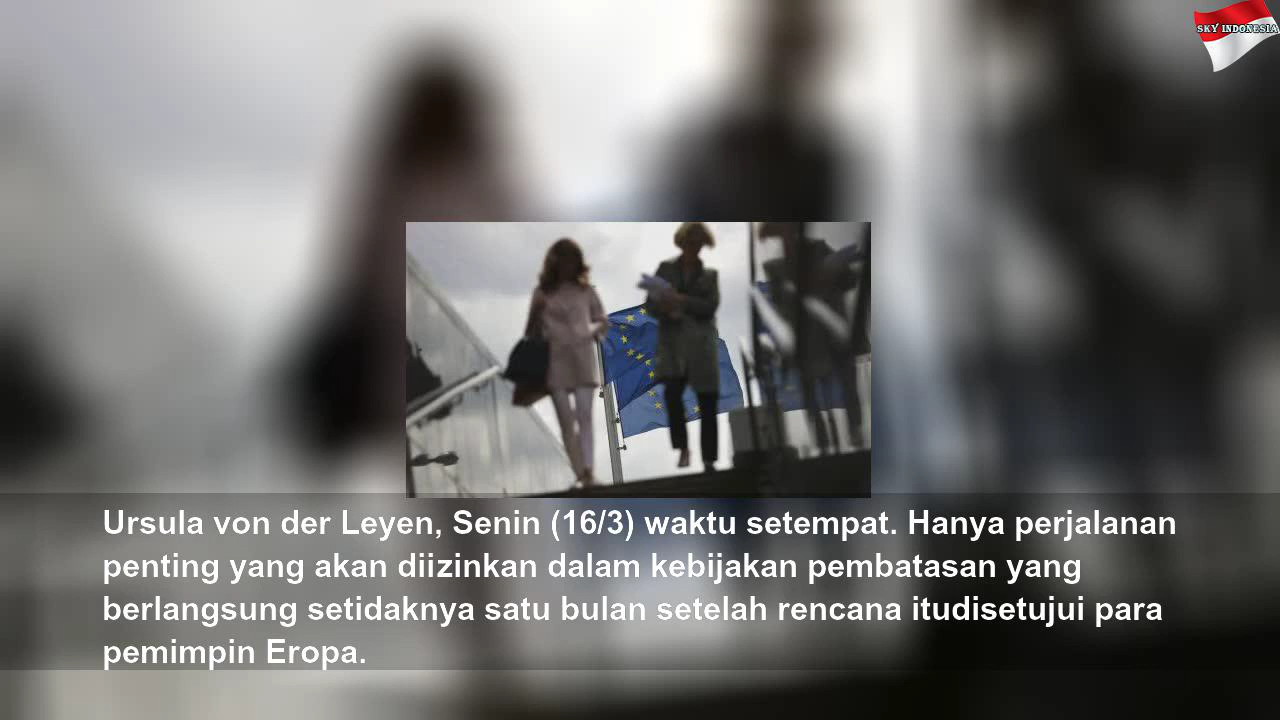 SKY INDONESIA
Ursula von der Leyen, Senin (16/3) waktu setempat. Hanya perjalanan
penting yang akan diizinkan dalam kebijakan pembatasan yang
berlangsung setidaknya satu bulan setelah rencana itudisetujui para
pemimpin Eropa.